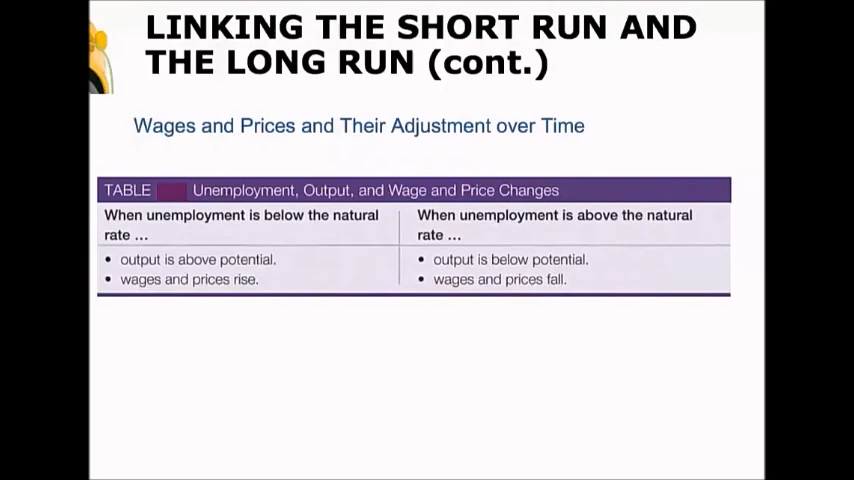 LINKING THE SHORT RUN AND
THE LONG RUN (cont.)
Wages and Prices and Their Adjustment over Time
TABLE Unemployment, Output, and Wage and Price Changes
When unemployment is below the natural
rate ...
• output is above potential.
• wages and prices rise.
When unemployment is above the natural
rate ...
• output is below potential.
• wages and prices fall.